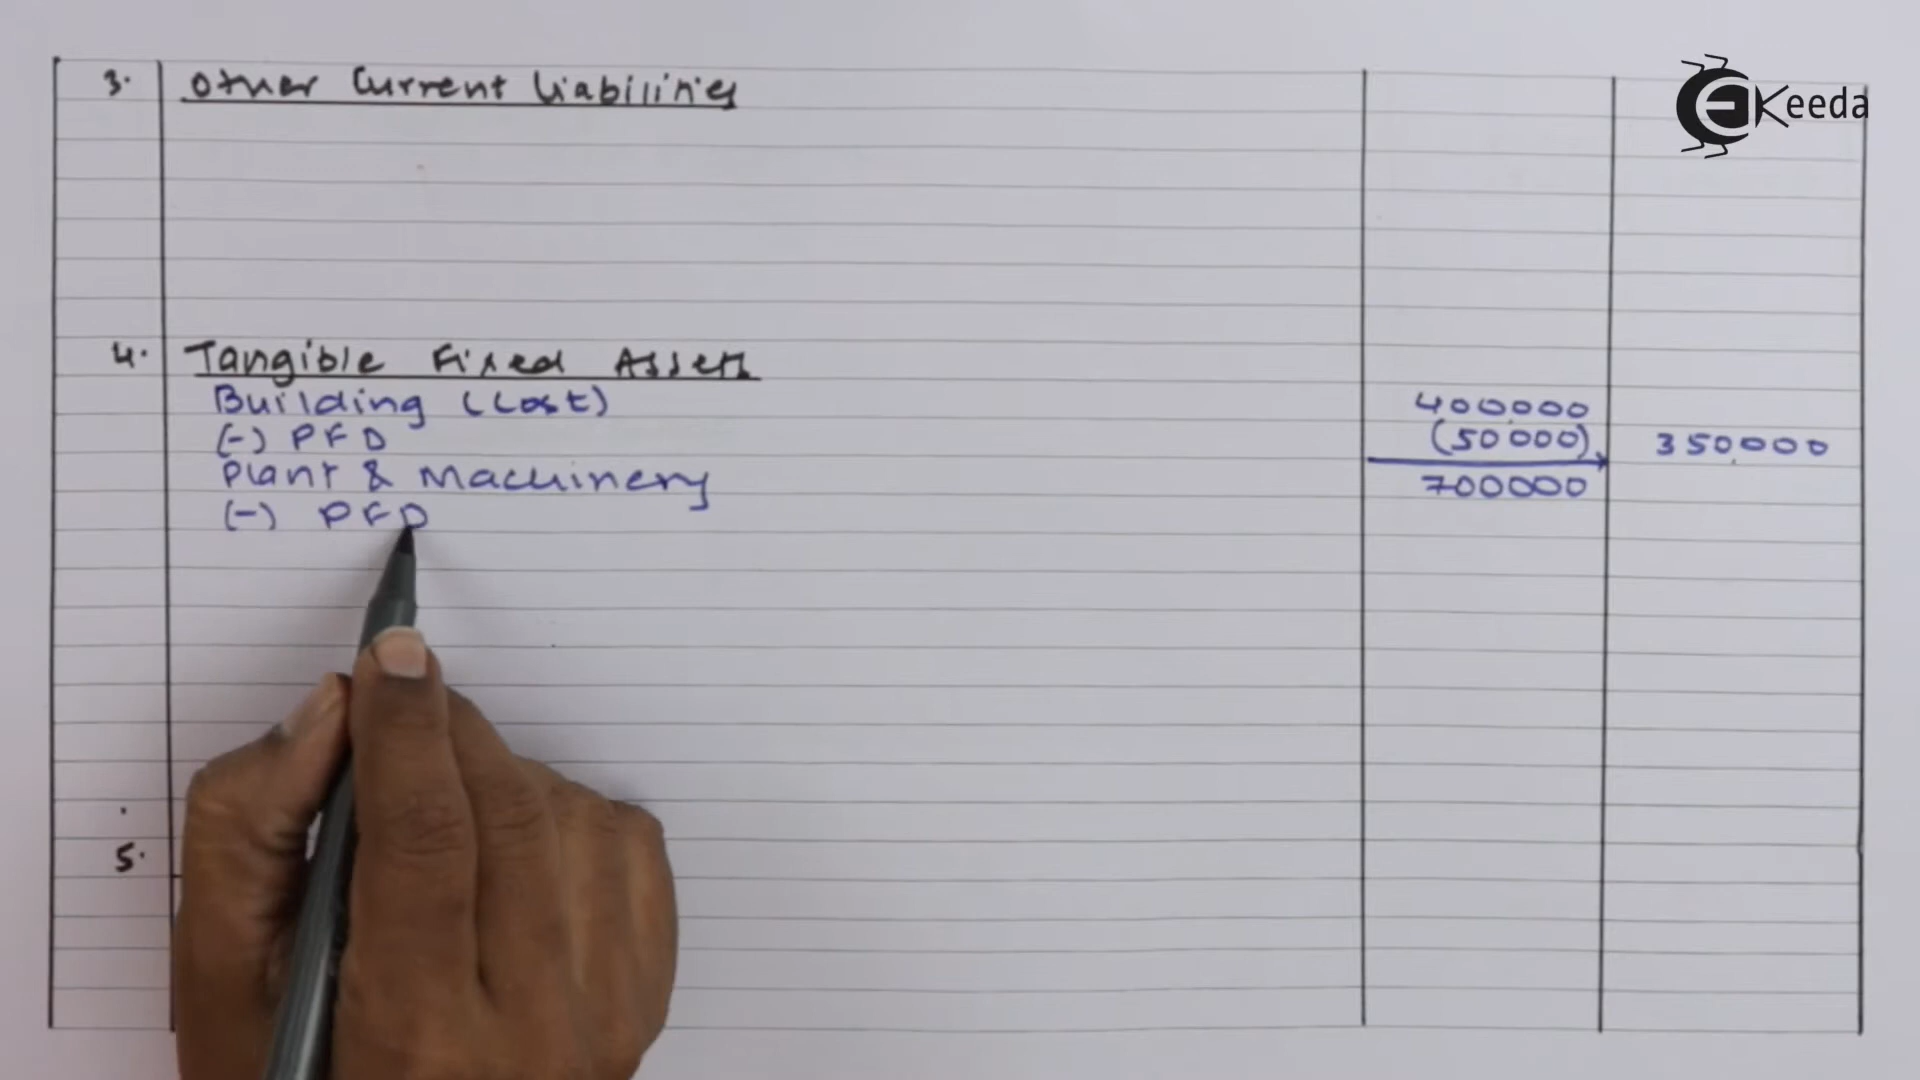 3. Other Current Liabilities
Keeda
4. Tangible Fixed Assets
Building (Cost) 400000
(-) PFD (50000) 350000
Plant & Machinery 700000
(-) PFD
5.